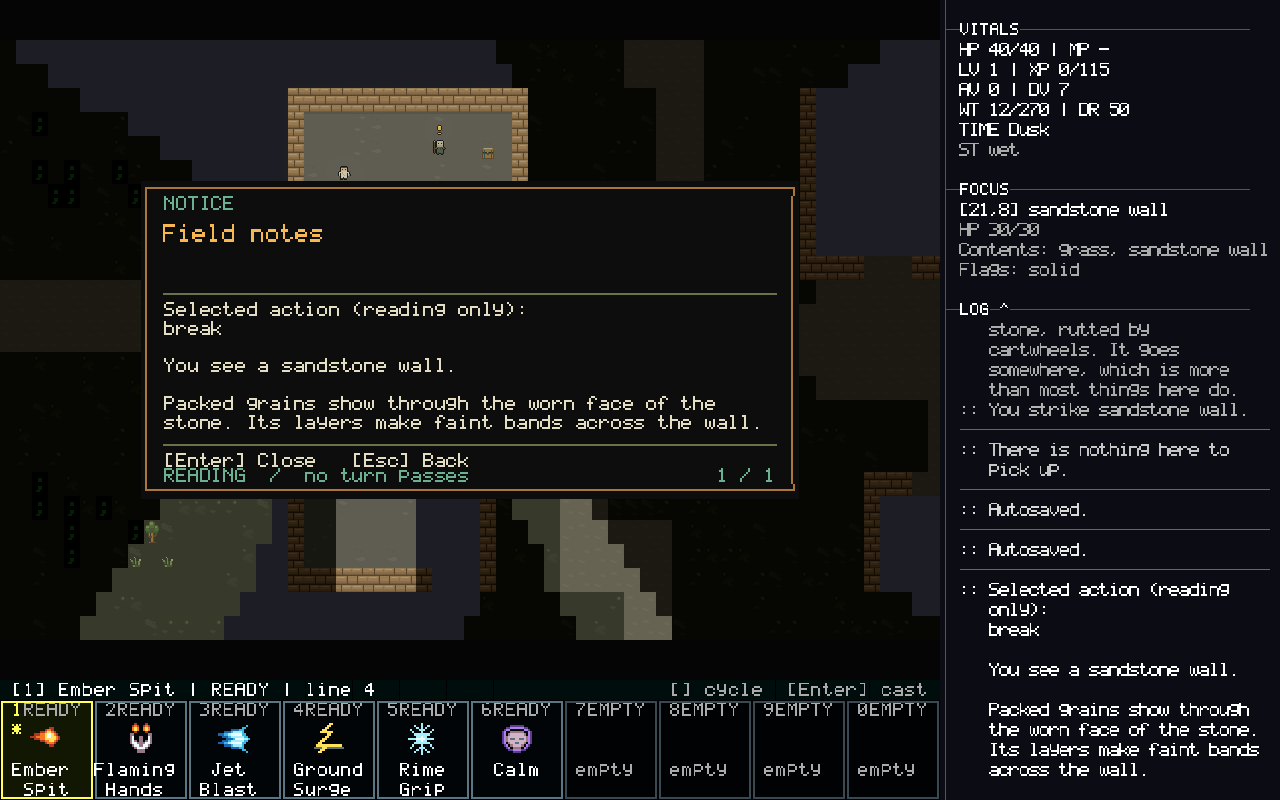 NOTICE
Field notes
Selected action (reading only):
break
You see a sandstone wall.
Packed grains show through the worn face of the
stone. Its layers make faint bands across the wall.
[Enter] Close   [Esc] Back
READING  /  no turn passes
1 / 1
VITALS
HP 40/40 | MP -
LV 1 | XP 0/115
AV 0 | DV 7
WT 12/270 | DR 50
TIME Dusk
ST wet
FOCUS
[21,8] sandstone wall
HP 30/30
Contents: grass, sandstone wall
Flags: solid
LOG ^
stone, rutted by
cartwheels. It goes
somewhere, which is more
than most things here do.
:: You strike sandstone wall.
:: There is nothing here to
Pick up.
:: Autosaved.
:: Autosaved.
:: Selected action (reading
only):
break
You see a sandstone wall.
Packed grains show through
the worn face of the stone.
Its layers make faint bands
across the wall.
[1] Ember Spit | READY | line 4
[] cycle  [Enter] cast
1READY
* Ember
Spit
2READY
Flaming
Hands
3READY
Jet
Blast
4READY
Ground
Surge
5READY
Rime
Grip
6READY
Calm
7EMPTY
empty
8EMPTY
empty
9EMPTY
empty
0EMPTY
empty